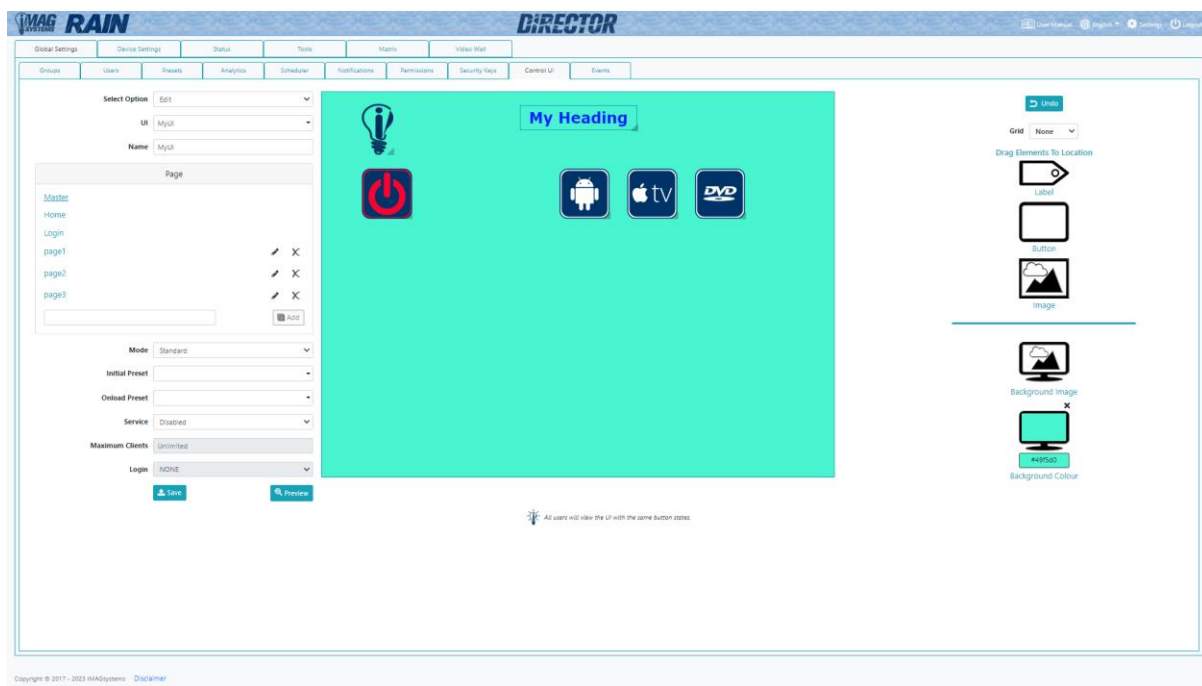 IMAG SYSTEMS RAIN
DiRECTOR
User Manual English Settings Logout
Global Settings Device Settings Status Tools Matrix Video Wall
Groups Users Presets Analytics Scheduler Notifications Permissions Security Keys Control UI Events
Select Option Edit
UI MyUI
Name MyUI
Page
Master
Home
Login
page1
page2
page3
Add
Mode Standard
Initial Preset
Onload Preset
Service Disabled
Maximum Clients Unlimited
Login NONE
Save Preview
My Heading
tv DVD
All users will view the UI with the same button states.
Undo
Grid None
Drag Elements To Location
Label
Button
Image
Background Image
#49f5d0
Background Colour
Copyright © 2017 - 2023 IMAGsystems Disclaimer